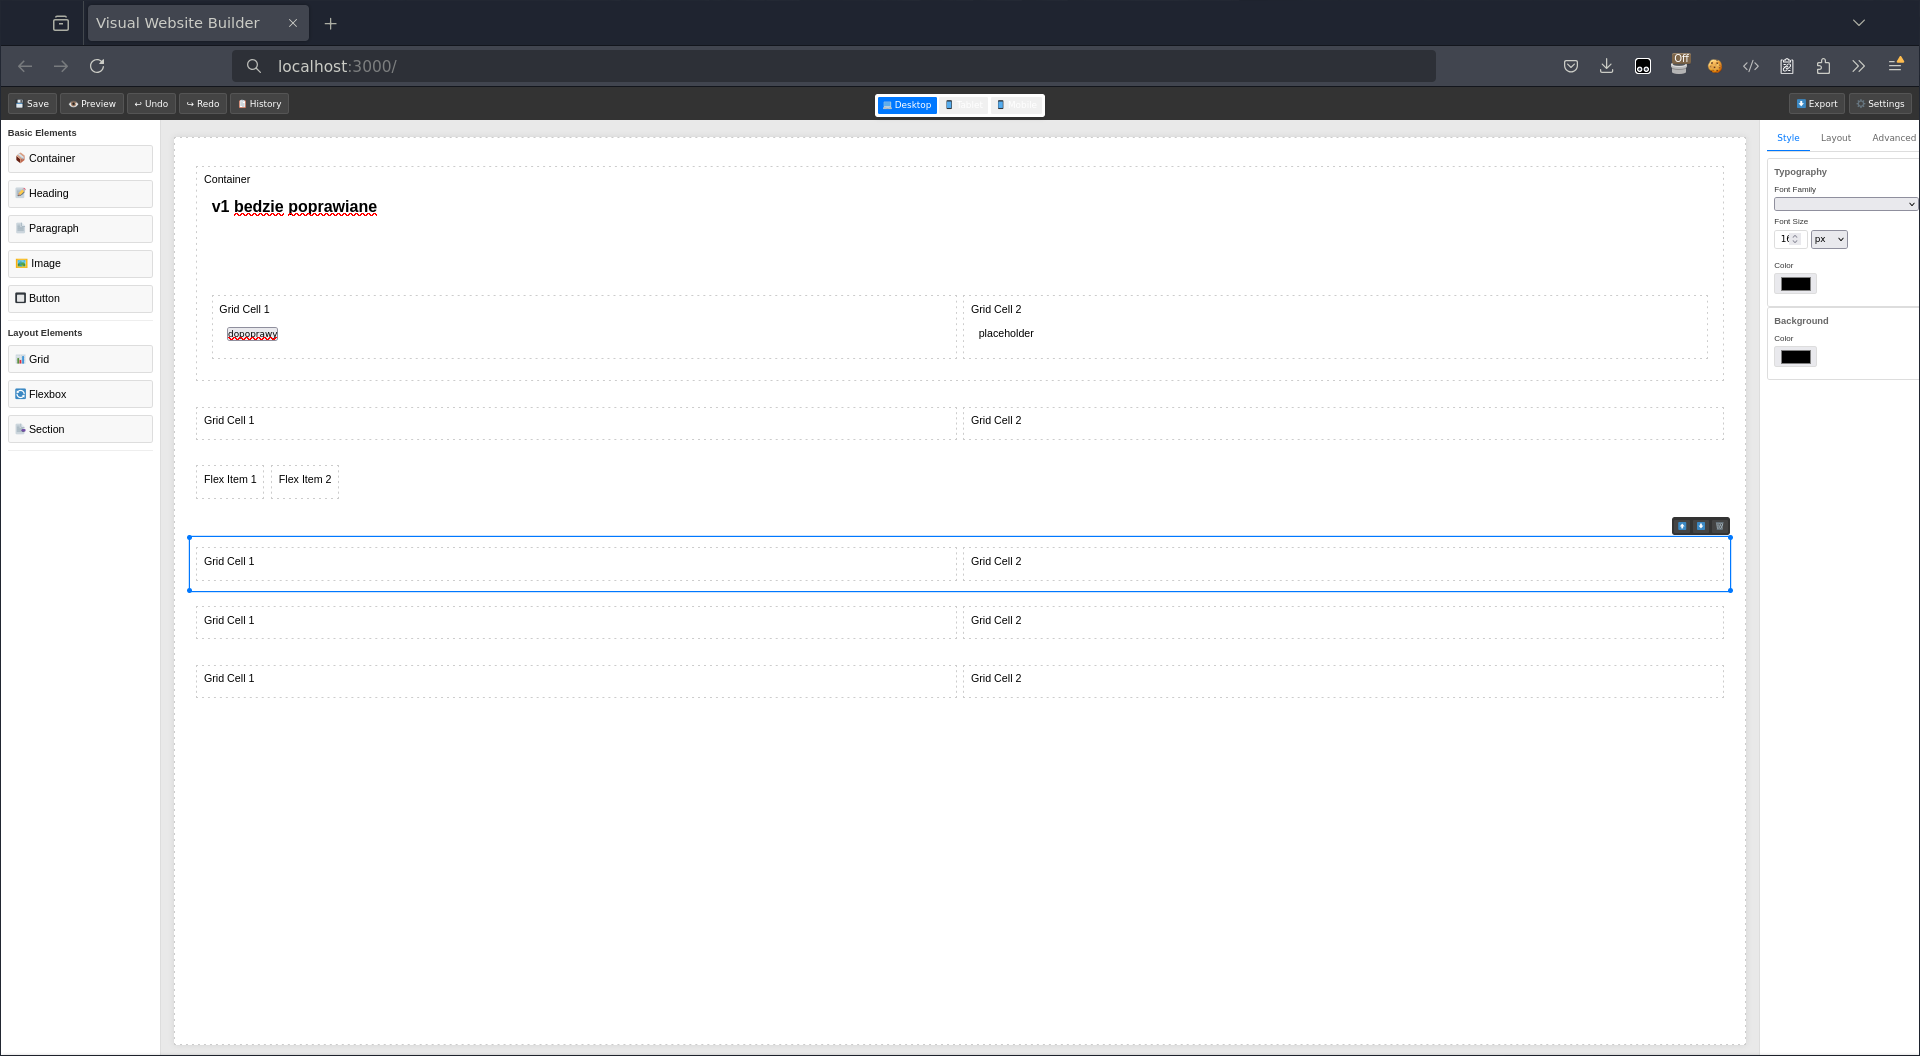 Visual Website Builder
localhost:3000/
Off
Save Preview Undo Redo History
Desktop Tablet Mobile
Export Settings
Basic Elements
Container
Heading
Paragraph
Image
Button
Layout Elements
Grid
Flexbox
Section
Container
v1 bedzie poprawiane
Grid Cell 1 Grid Cell 2
dopoprawy placeholder
Grid Cell 1 Grid Cell 2
Flex Item 1 Flex Item 2
Grid Cell 1 Grid Cell 2
Grid Cell 1 Grid Cell 2
Grid Cell 1 Grid Cell 2
Style Layout Advanced
Typography
Font Family
Font Size
16 px
Color
Background
Color